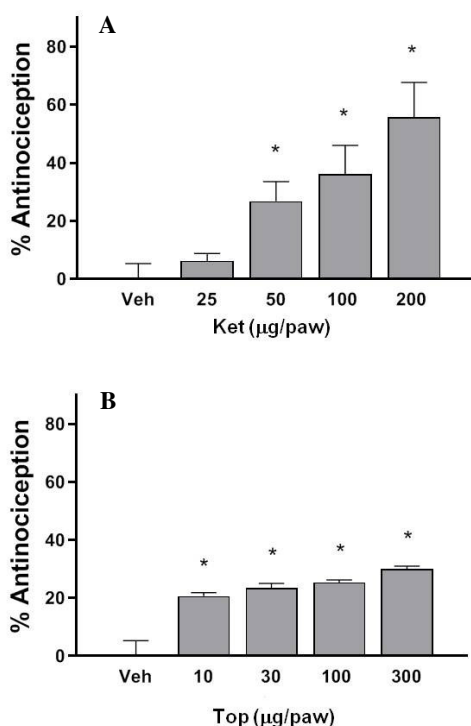 A
80
60
40
20
0
% Antinociception
*
*
*
Veh 25 50 100 200
Ket (μg/paw)
B
80
60
40
20
0
% Antinociception
*
*
*
*
Veh 10 30 100 300
Top (μg/paw)